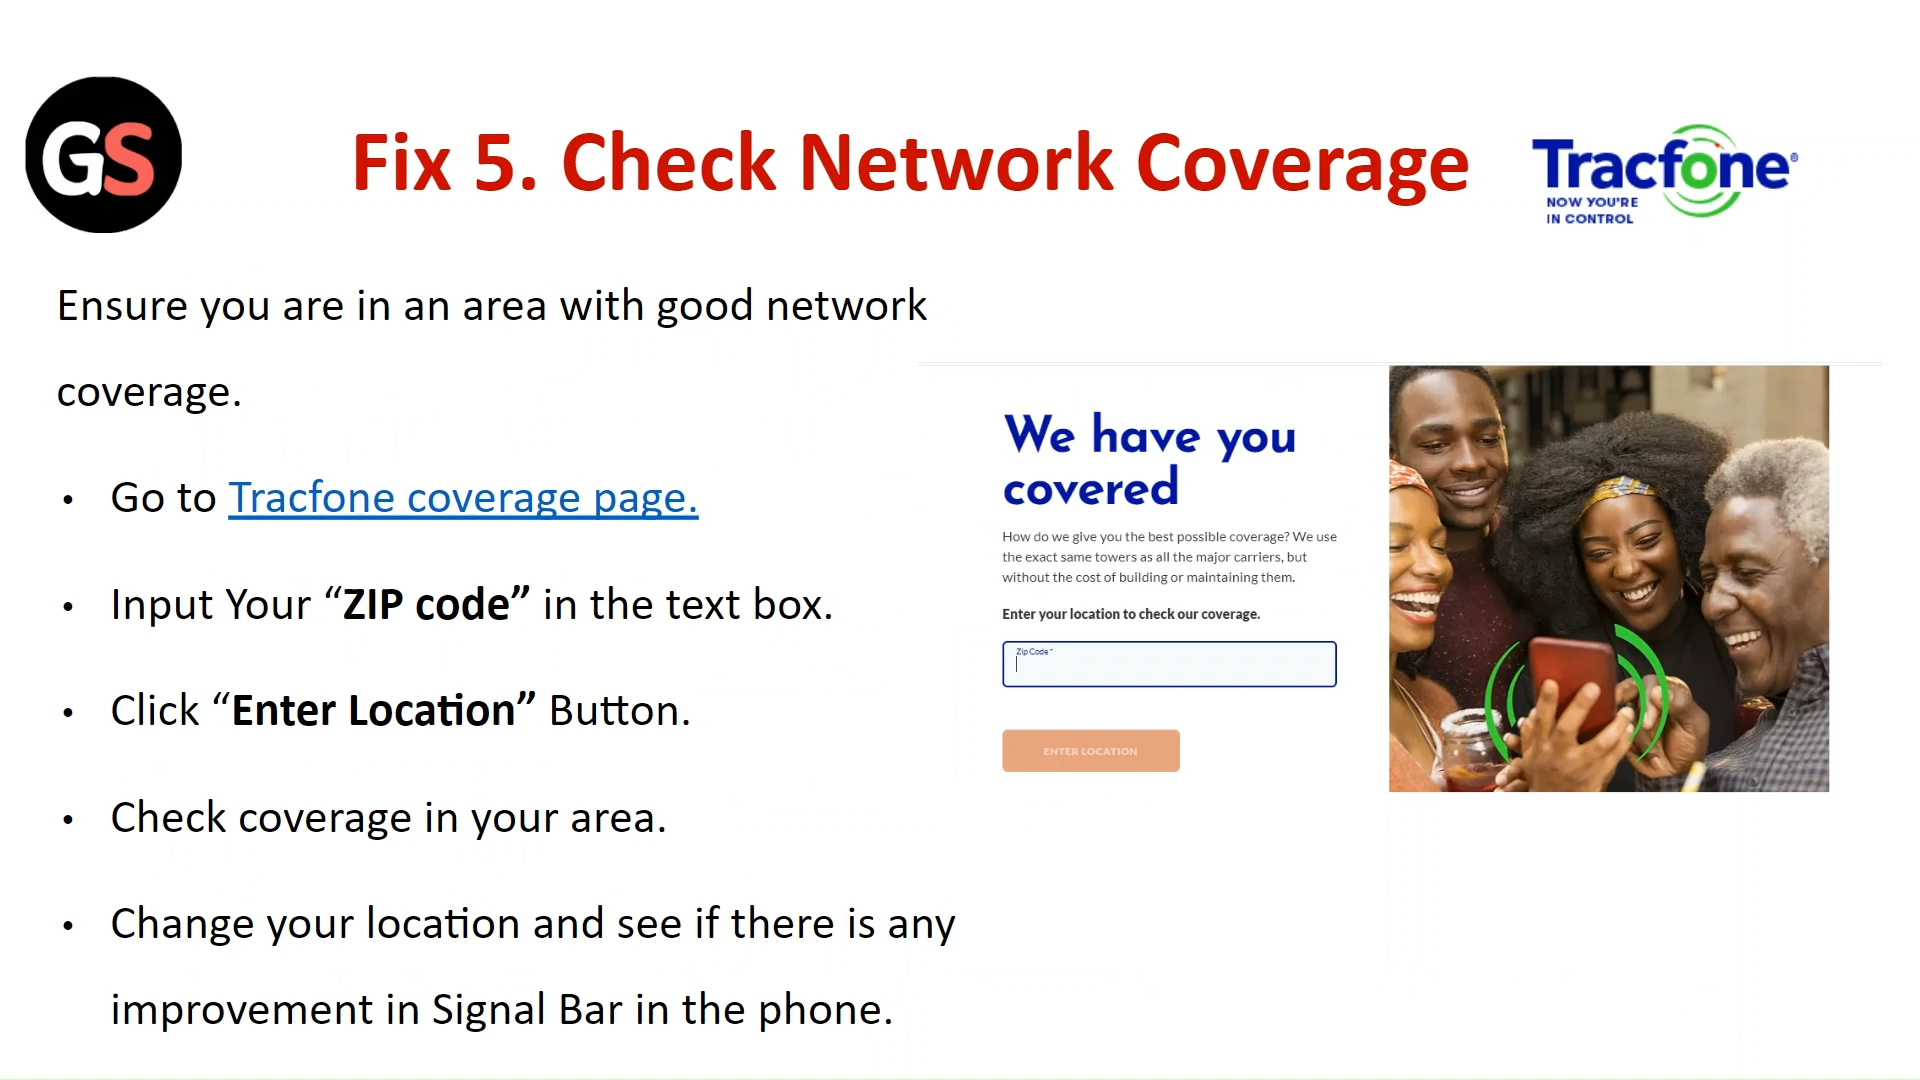 GS
Fix 5. Check Network Coverage
Tracfone®
NOW YOU'RE
IN CONTROL
Ensure you are in an area with good network
coverage.
• Go to Tracfone coverage page.
• Input Your “ZIP code” in the text box.
• Click “Enter Location” Button.
• Check coverage in your area.
• Change your location and see if there is any
improvement in Signal Bar in the phone.
We have you
covered
How do we give you the best possible coverage? We use
the exact same towers as all the major carriers, but
without the cost of building or maintaining them.
Enter your location to check our coverage.
Zip Code *
ENTER LOCATION